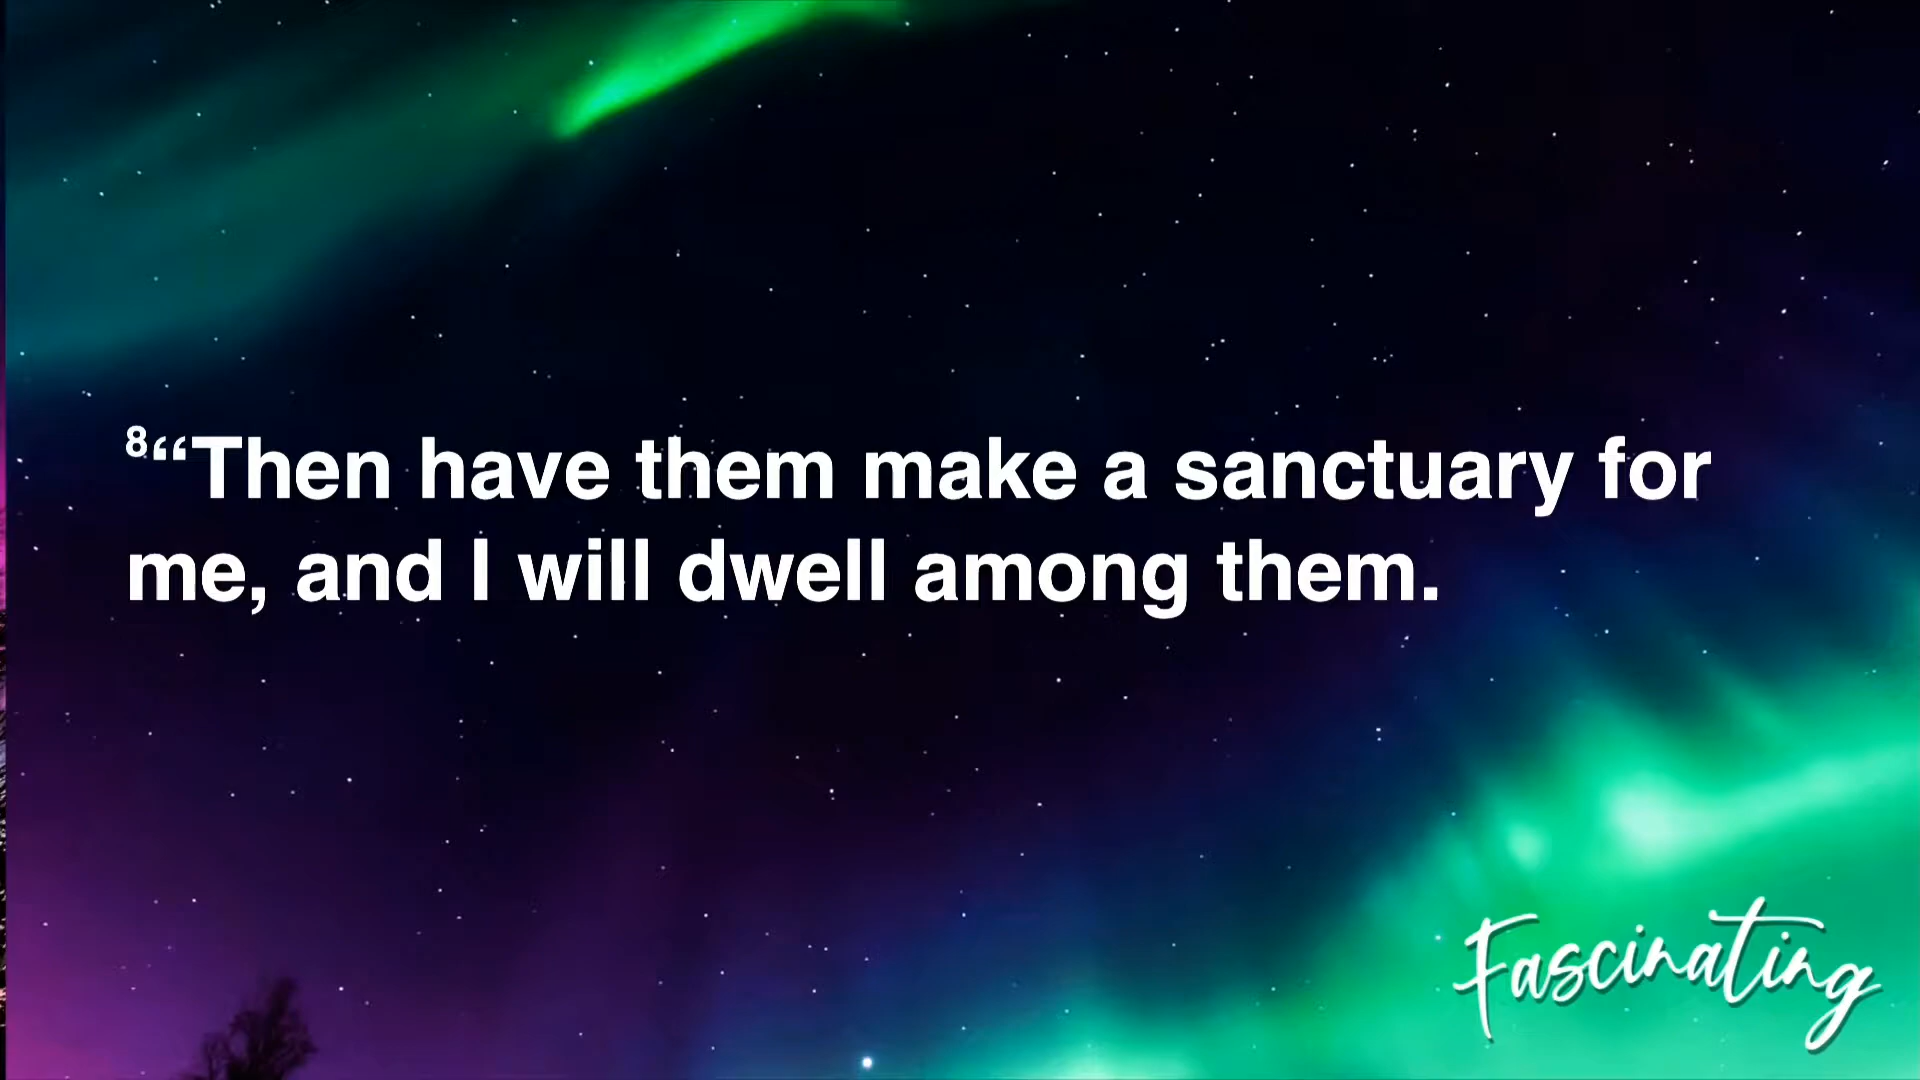 ⁸“Then have them make a sanctuary for
me, and I will dwell among them.
Fascinating